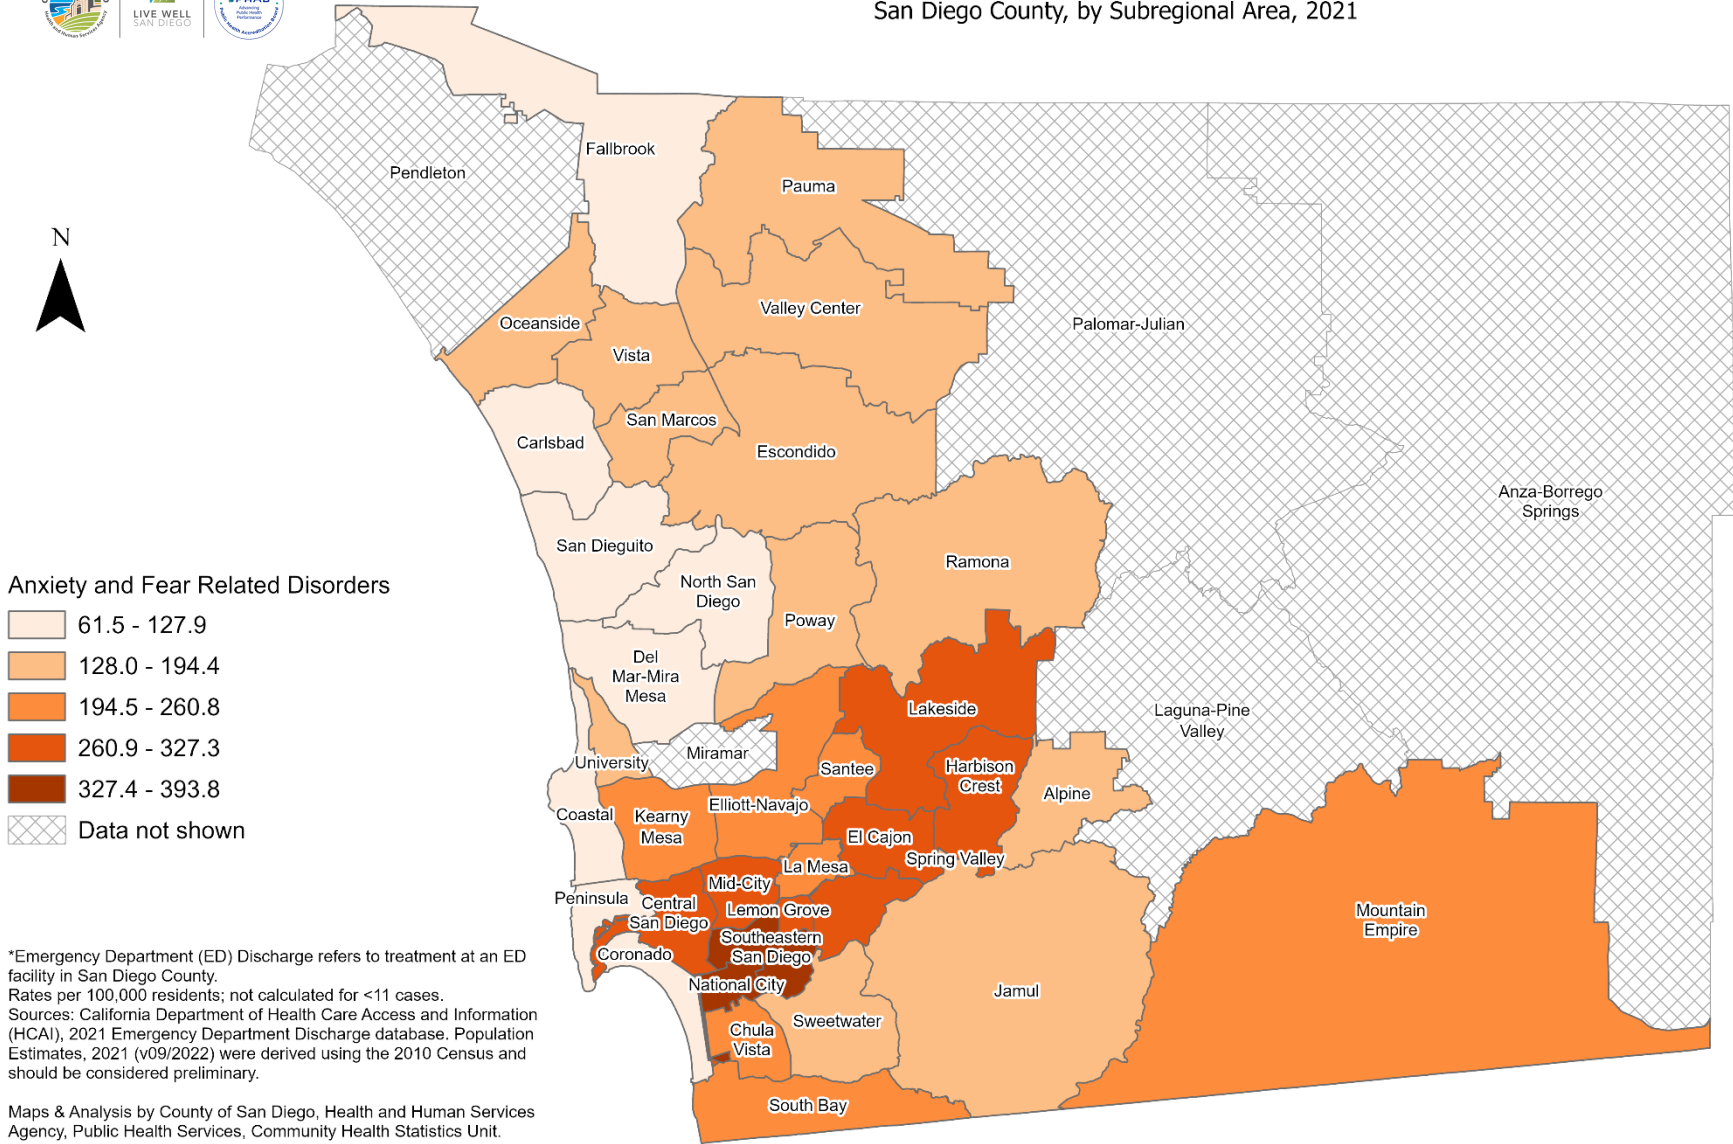 LIVE WELL
SAN DIEGO
Advancing
Public Health
Performance
San Diego County, by Subregional Area, 2021
Fallbrook
Pendleton
Pauma
N
Oceanside
Valley Center
Palomar-Julian
Vista
San Marcos
Carlsbad
Escondido
Anza-Borrego
Springs
San Dieguito
Ramona
North San
Diego
Poway
Del
Mar-Mira
Mesa
Lakeside
Laguna-Pine
Valley
Miramar
University
Santee
Harbison
Crest
Alpine
Coastal
Kearny
Mesa
Elliott-Navajo
El Cajon
La Mesa
Spring Valley
Mid-City
Peninsula
Central
San Diego
Lemon Grove
Mountain
Empire
Southeastern
San Diego
Coronado
National City
Jamul
Sweetwater
Chula
Vista
South Bay
Anxiety and Fear Related Disorders
61.5 - 127.9
128.0 - 194.4
194.5 - 260.8
260.9 - 327.3
327.4 - 393.8
Data not shown
*Emergency Department (ED) Discharge refers to treatment at an ED
facility in San Diego County.
Rates per 100,000 residents; not calculated for <11 cases.
Sources: California Department of Health Care Access and Information
(HCAI), 2021 Emergency Department Discharge database. Population
Estimates, 2021 (v09/2022) were derived using the 2010 Census and
should be considered preliminary.
Maps & Analysis by County of San Diego, Health and Human Services
Agency, Public Health Services, Community Health Statistics Unit.